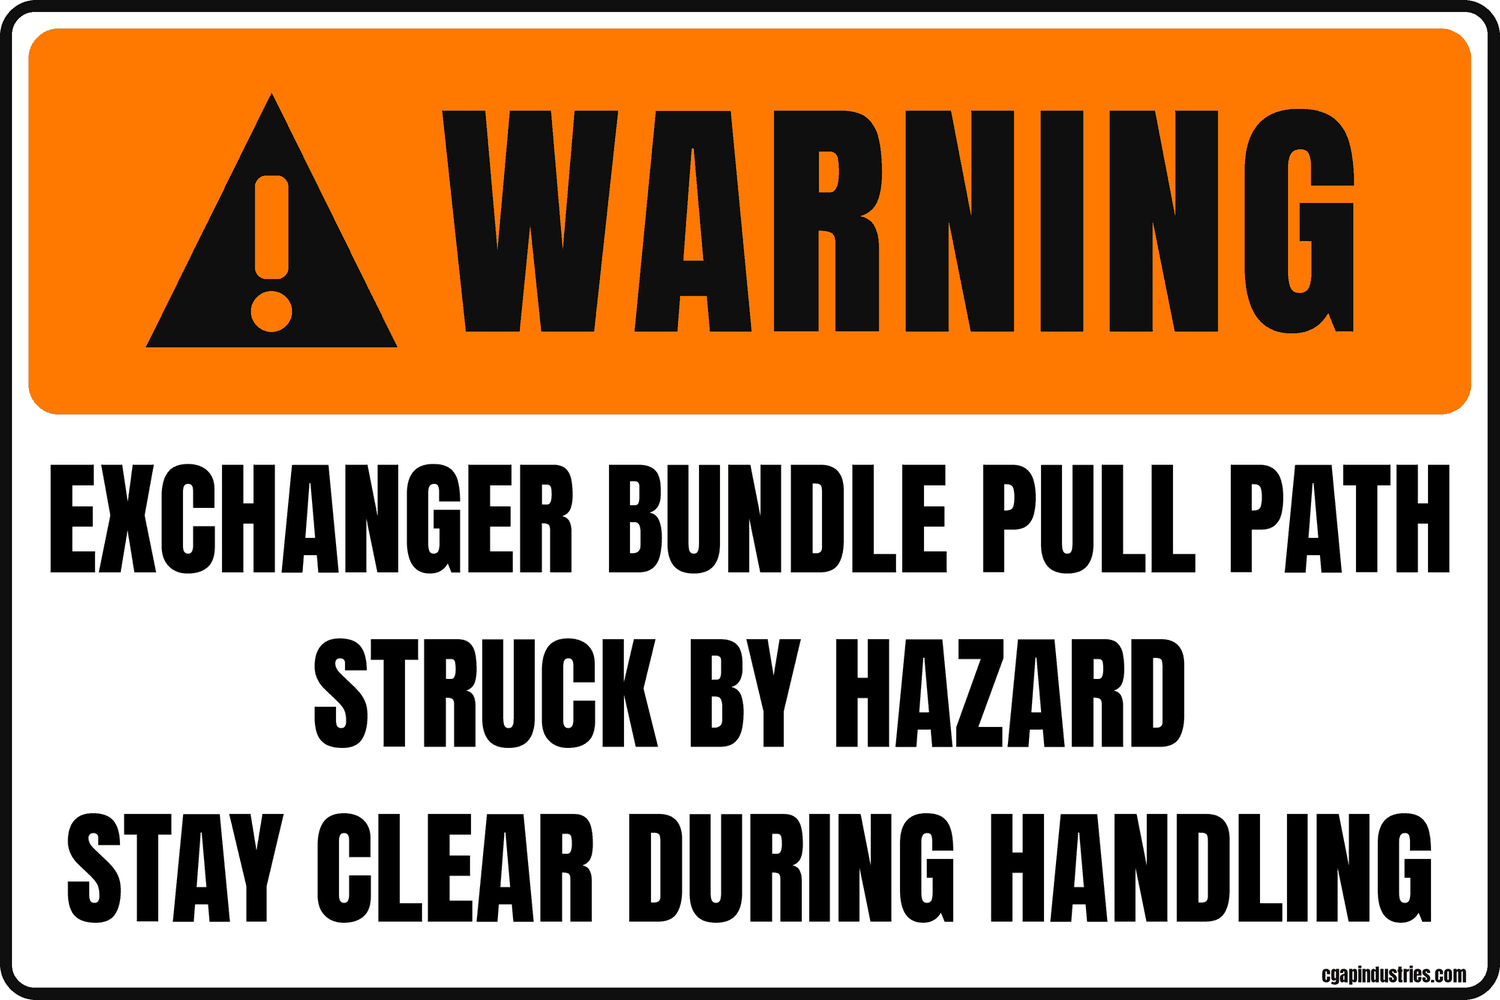 WARNING
EXCHANGER BUNDLE PULL PATH
STRUCK BY HAZARD
STAY CLEAR DURING HANDLING
cgapindustries.com